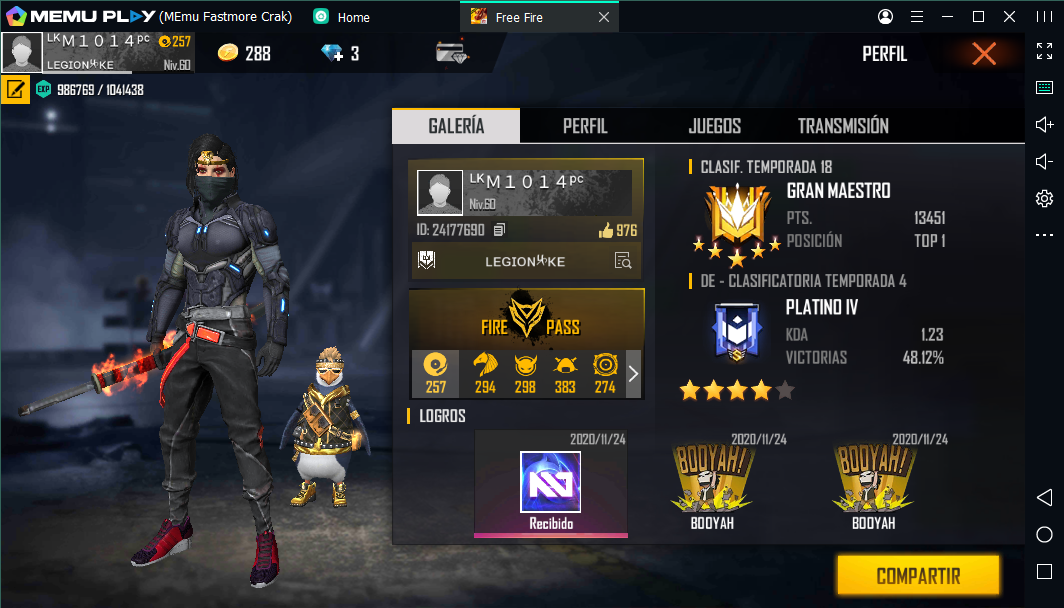 MEMU PLAY (MEmu Fastmore Crak)
Home
Free Fire
ᴸᴷM1014ᵖᶜ
257
LEGION ke
Niv.60
288
3
PERFIL
EXP 986769 / 1041438
GALERÍA
PERFIL
JUEGOS
TRANSMISIÓN
ᴸᴷM1014ᵖᶜ
Niv.60
ID: 24177690
976
LEGION KE
FIRE PASS
257
294
298
383
274
LOGROS
2020/11/24
Recibido
CLASIF. TEMPORADA 18
GRAN MAESTRO
PTS. 13451
POSICIÓN TOP 1
DE - CLASIFICATORIA TEMPORADA 4
PLATINO IV
KDA 1.23
VICTORIAS 48.12%
2020/11/24
BOOYAH!
BOOYAH
2020/11/24
BOOYAH!
BOOYAH
COMPARTIR